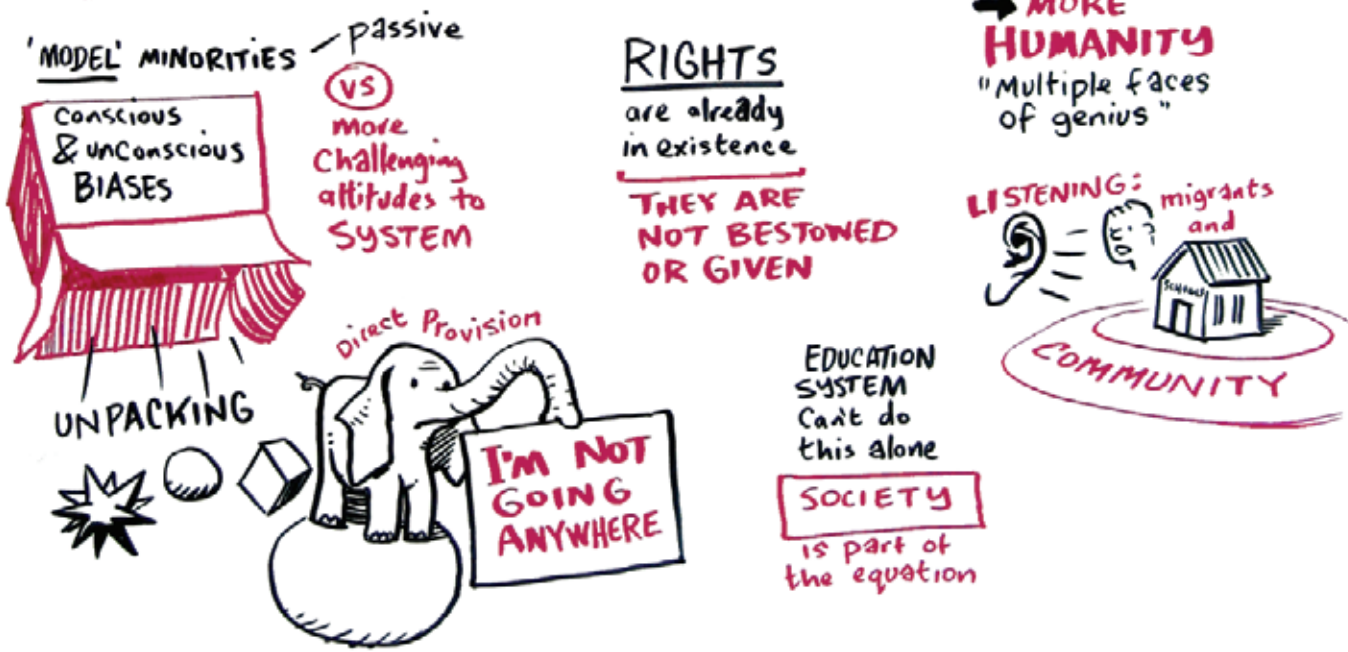 'MODEL' MINORITIES – passive
VS
more
Challenging
attitudes to
SYSTEM
conscious
& unconscious
BIASES
UNPACKING
Direct Provision
I'M NOT
GOING
ANYWHERE
RIGHTS
are already
in existence
THEY ARE
NOT BESTOWED
OR GIVEN
EDUCATION
SYSTEM
Can't do
this alone
SOCIETY
is part of
the equation
➔ MORE
HUMANITY
"Multiple faces
of genius"
LISTENING:
migrants
and
SCHOOLS
COMMUNITY